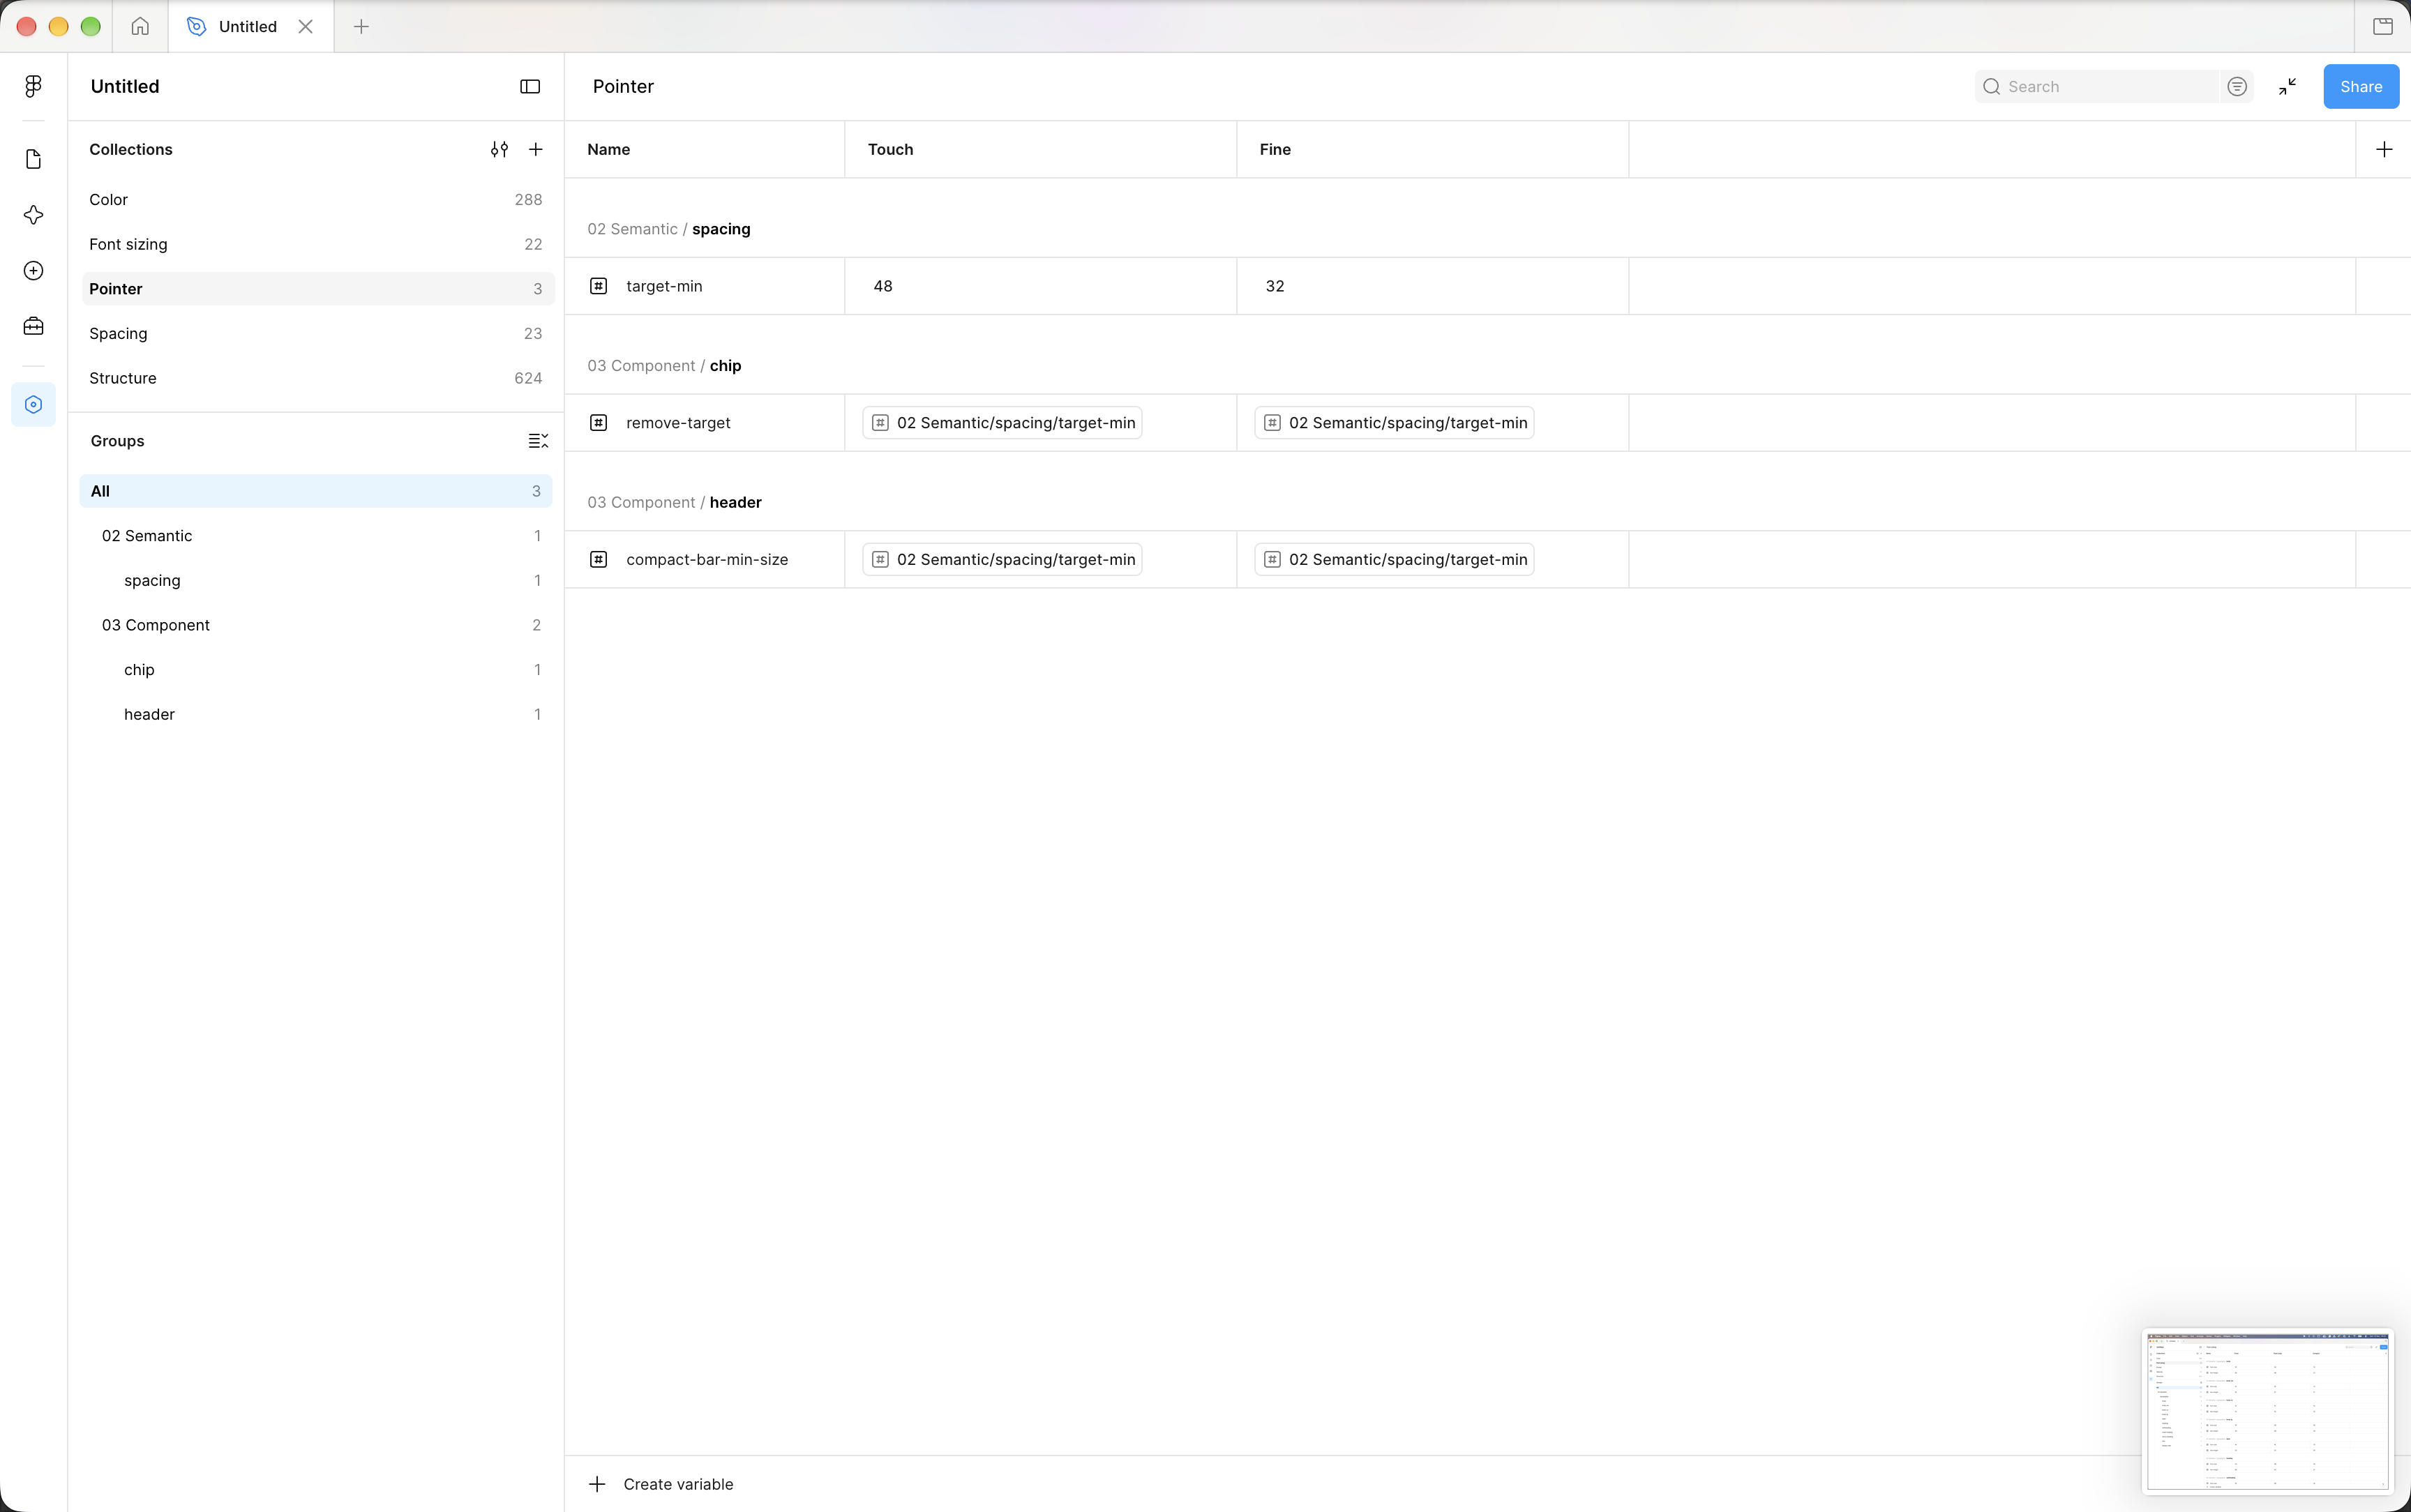 Untitled
Untitled
Pointer
Search
Share
Collections
Color 288
Font sizing 22
Pointer 3
Spacing 23
Structure 624
Groups
All 3
02 Semantic 1
spacing 1
03 Component 2
chip 1
header 1
Name Touch Fine
02 Semantic / spacing
target-min 48 32
03 Component / chip
remove-target 02 Semantic/spacing/target-min 02 Semantic/spacing/target-min
03 Component / header
compact-bar-min-size 02 Semantic/spacing/target-min 02 Semantic/spacing/target-min
Create variable